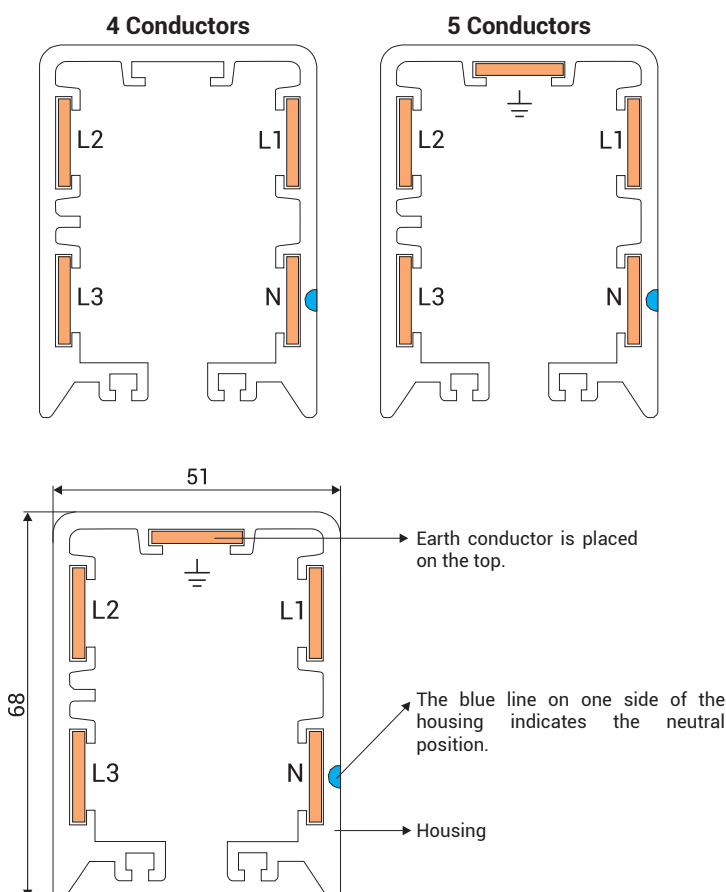 4 Conductors
5 Conductors
L2
L1
L3
N
L2
L1
L3
N
51
68
L2
L1
L3
N
Earth conductor is placed
on the top.
The blue line on one side of the
housing indicates the neutral
position.
Housing